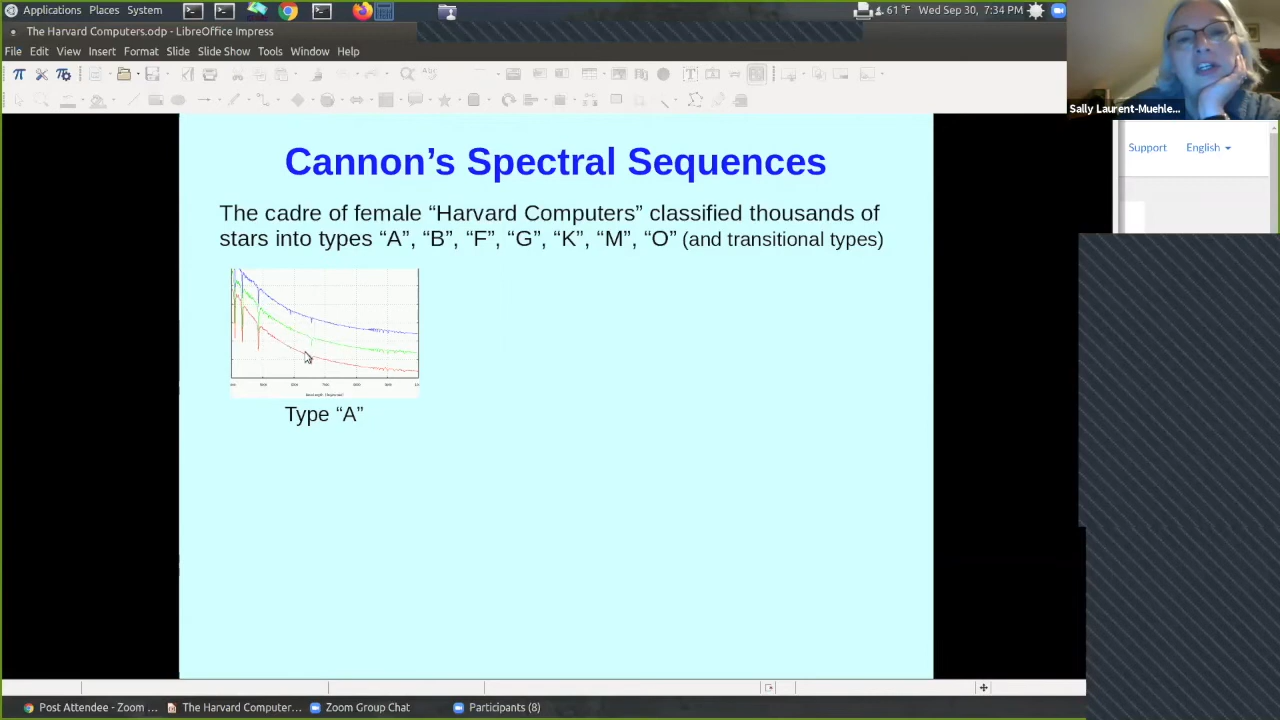 Applications Places System
61 °F Wed Sep 30, 7:34 PM
The Harvard Computers.odp - LibreOffice Impress
File Edit View Insert Format Slide Slide Show Tools Window Help
Sally Laurent-Muehle...
Support English
Cannon’s Spectral Sequences
The cadre of female “Harvard Computers” classified thousands of
stars into types “A”, “B”, “F”, “G”, “K”, “M”, “O” (and transitional types)
Type “A”
Post Attendee - Zoom ... The Harvard Computer... Zoom Group Chat Participants (8)